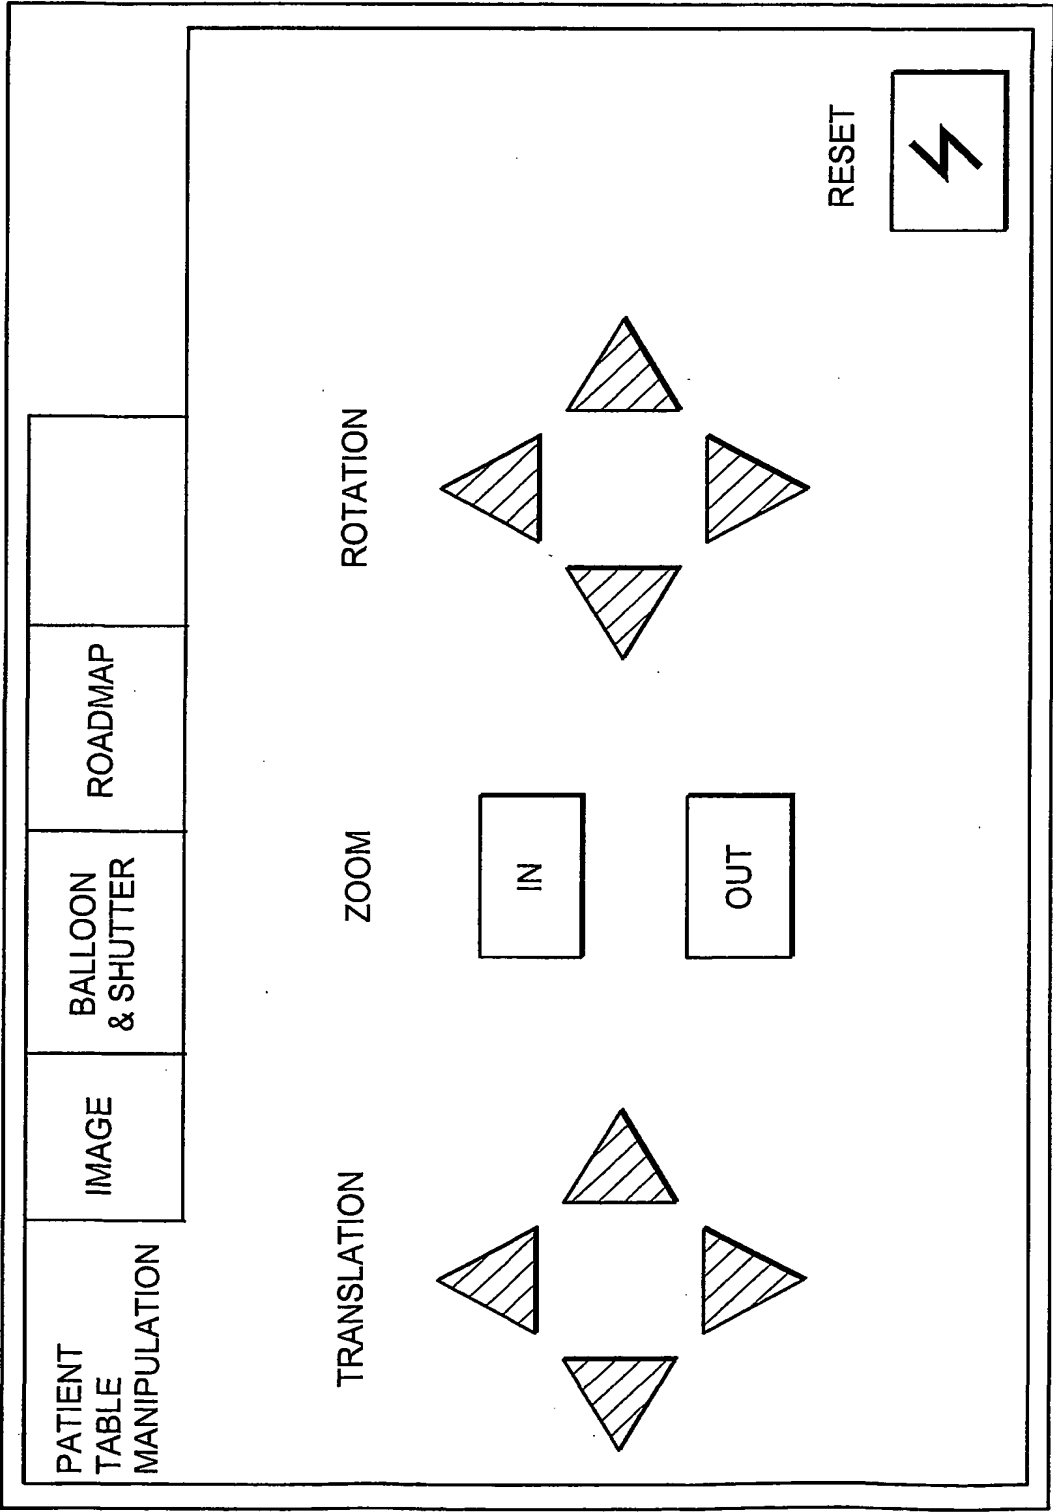 PATIENT
TABLE
MANIPULATION
IMAGE
BALLOON
& SHUTTER
ROADMAP
TRANSLATION
ZOOM
ROTATION
IN
OUT
RESET